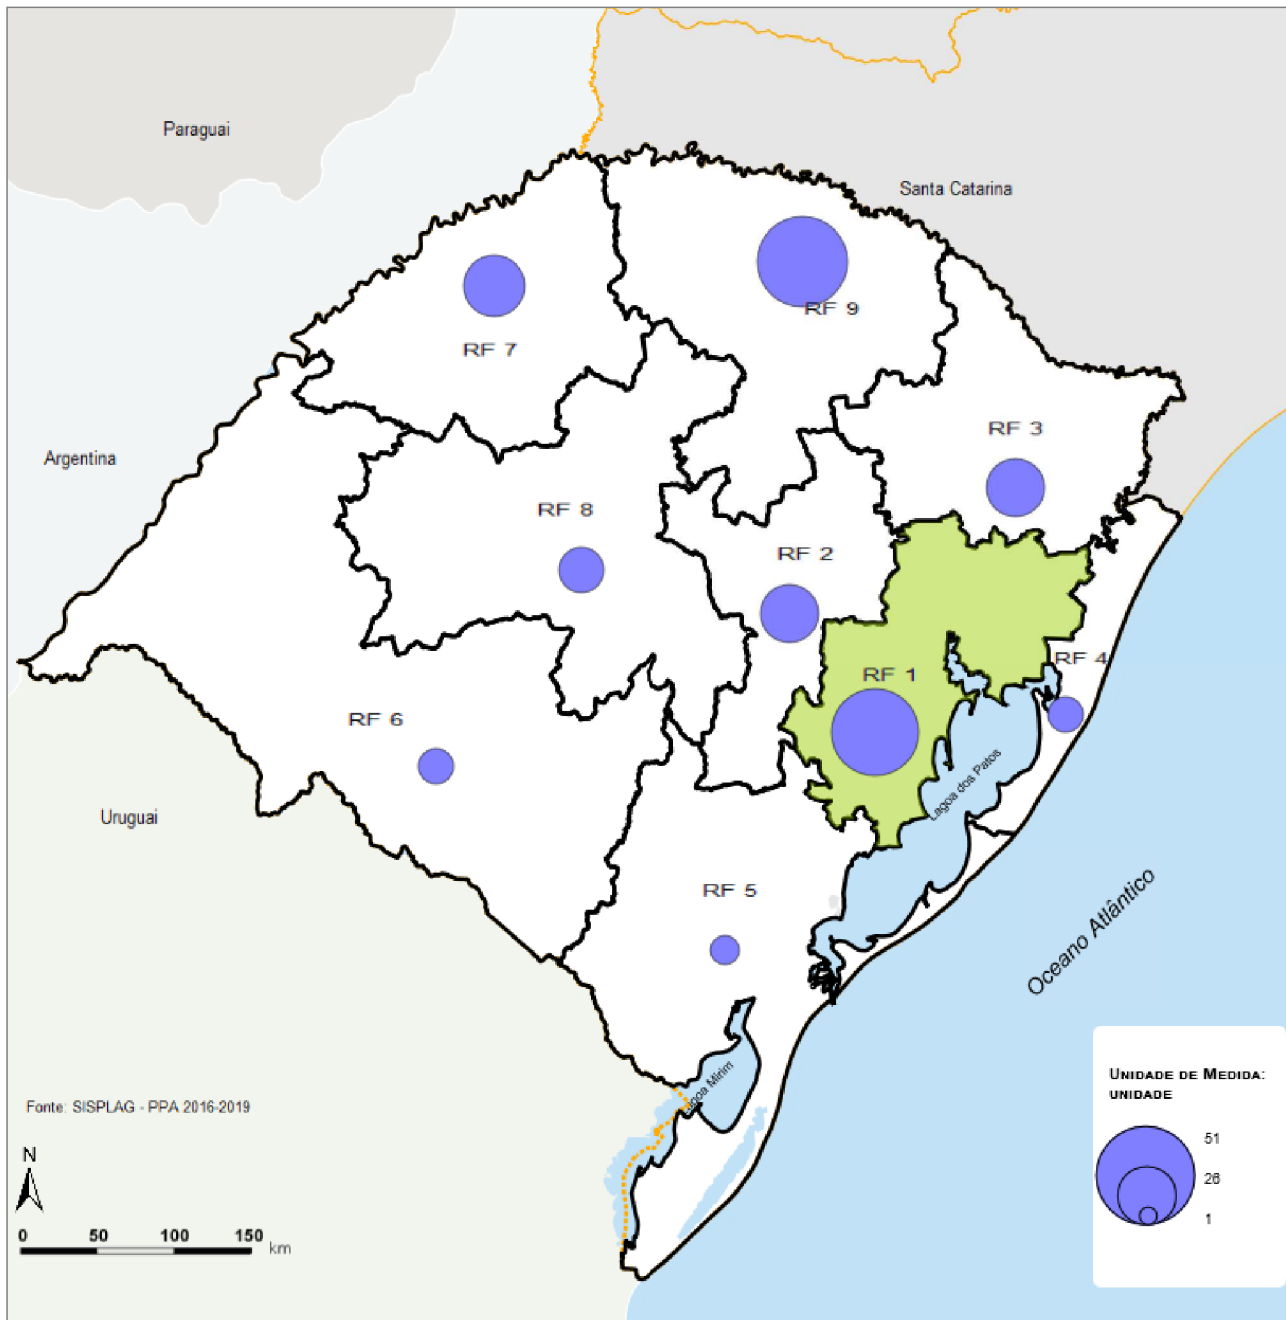 Paraguai
Santa Catarina
RF 9
RF 7
RF 3
Argentina
RF 8
RF 2
RF 4
RF 1
RF 6
Lagoa dos Patos
Uruguai
RF 5
Oceano Atlântico
Lagoa Mirim
Fonte: SISPLAG - PPA 2016-2019
UNIDADE DE MEDIDA:
UNIDADE
51
26
1
N
0 50 100 150 km